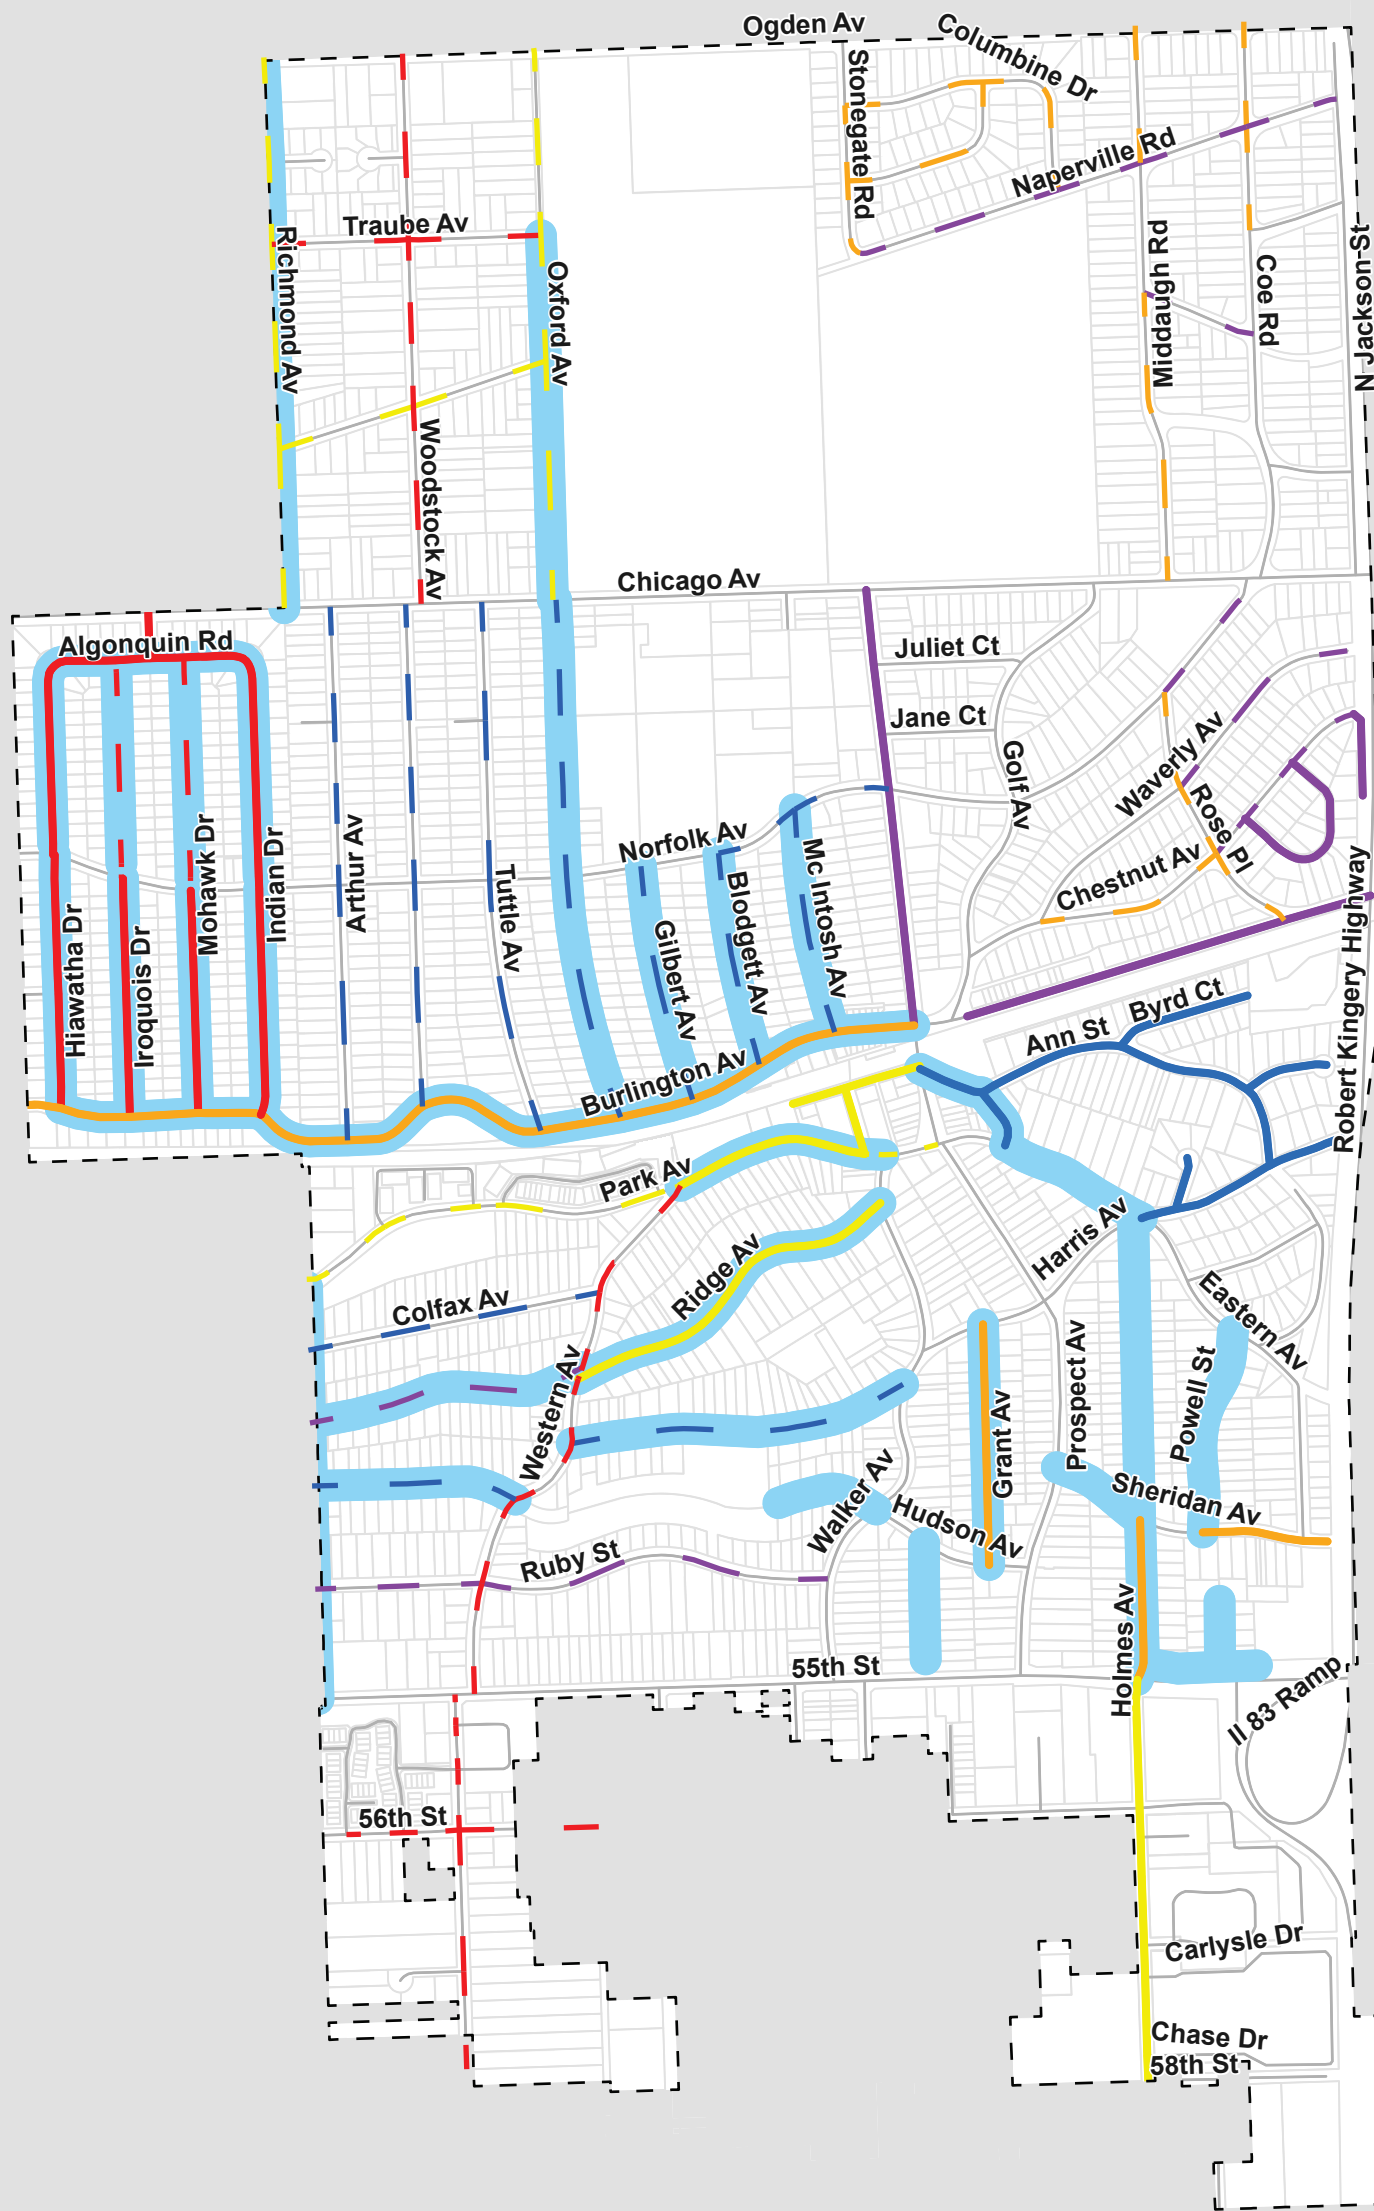 Ogden Av
Columbine Dr
Stonegate Rd
Naperville Rd
Traube Av
Richmond Av
Oxford Av
Middaugh Rd
Coe Rd
N Jackson St
Woodstock Av
Chicago Av
Algonquin Rd
Juliet Ct
Jane Ct
Golf Av
Waverly Av
Rose Pl
Chestnut Av
Norfolk Av
Mc Intosh Av
Blodgett Av
Gilbert Av
Tuttle Av
Arthur Av
Indian Dr
Mohawk Dr
Iroquois Dr
Hiawatha Dr
Burlington Av
Ann St
Byrd Ct
Robert Kingery Highway
Park Av
Harris Av
Ridge Av
Colfax Av
Eastern Av
Western Av
Prospect Av
Powell St
Grant Av
Walker Av
Hudson Av
Sheridan Av
Ruby St
Holmes Av
55th St
Il 83 Ramp
56th St
Carlysle Dr
Chase Dr
58th St